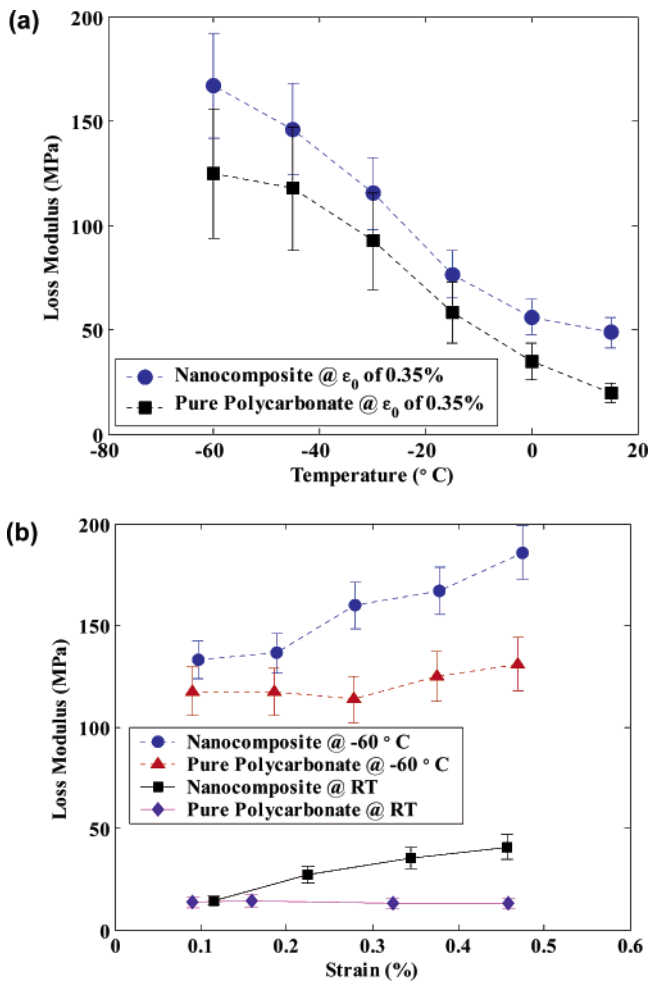 (a)
200
150
100
50
0
Loss Modulus (MPa)
Nanocomposite @ ε0 of 0.35%
Pure Polycarbonate @ ε0 of 0.35%
-80
-60
-40
-20
0
20
Temperature (° C)
(b)
200
150
100
50
0
Loss Modulus (MPa)
Nanocomposite @ -60 ° C
Pure Polycarbonate @ -60 ° C
Nanocomposite @ RT
Pure Polycarbonate @ RT
0
0.1
0.2
0.3
0.4
0.5
0.6
Strain (%)